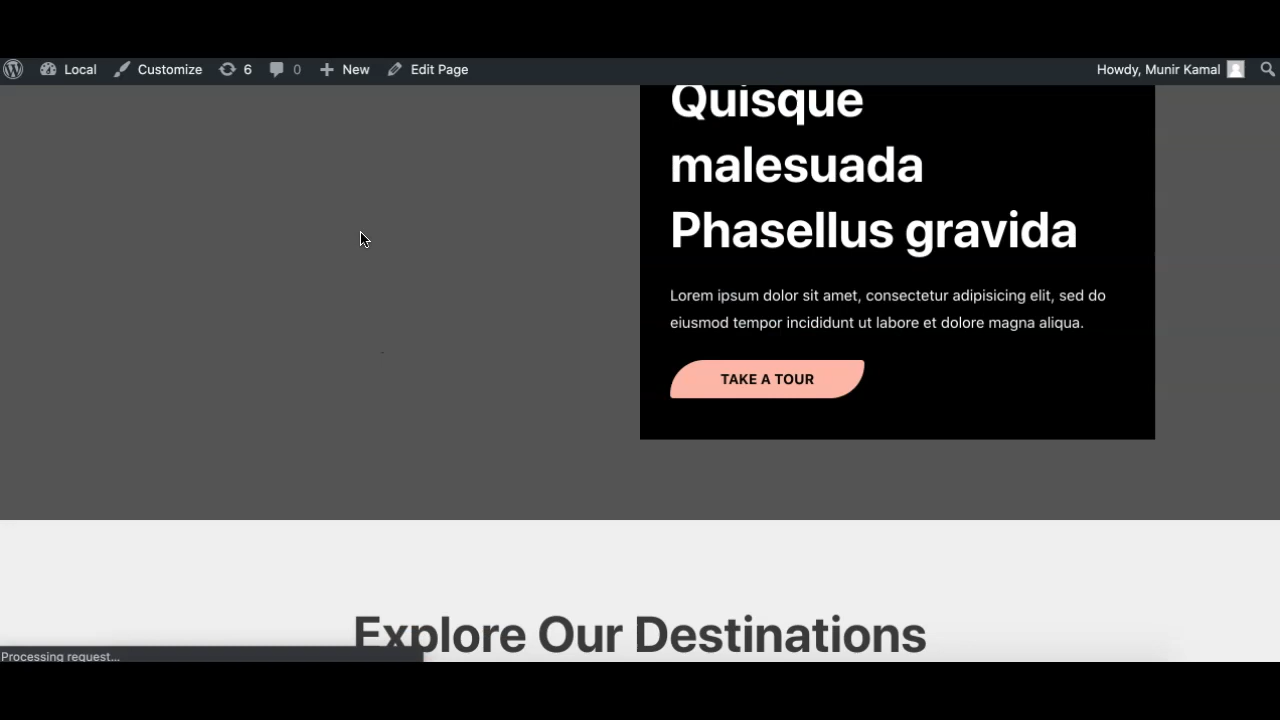 Local Customize 6 0 New Edit Page Howdy, Munir Kamal
Quisque
malesuada
Phasellus gravida
Lorem ipsum dolor sit amet, consectetur adipisicing elit, sed do
eiusmod tempor incididunt ut labore et dolore magna aliqua.
TAKE A TOUR
Explore Our Destinations
Processing request...